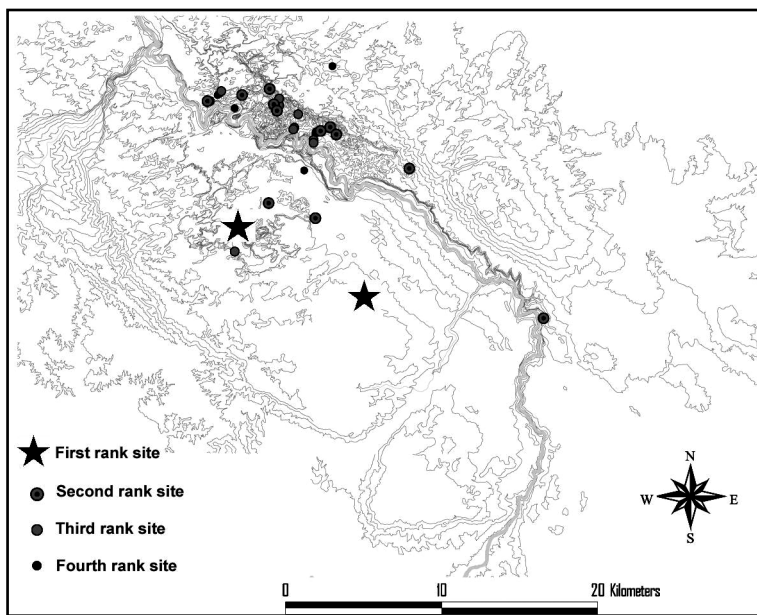 First rank site
Second rank site
Third rank site
Fourth rank site
N
W E
S
0 10 20 Kilometers